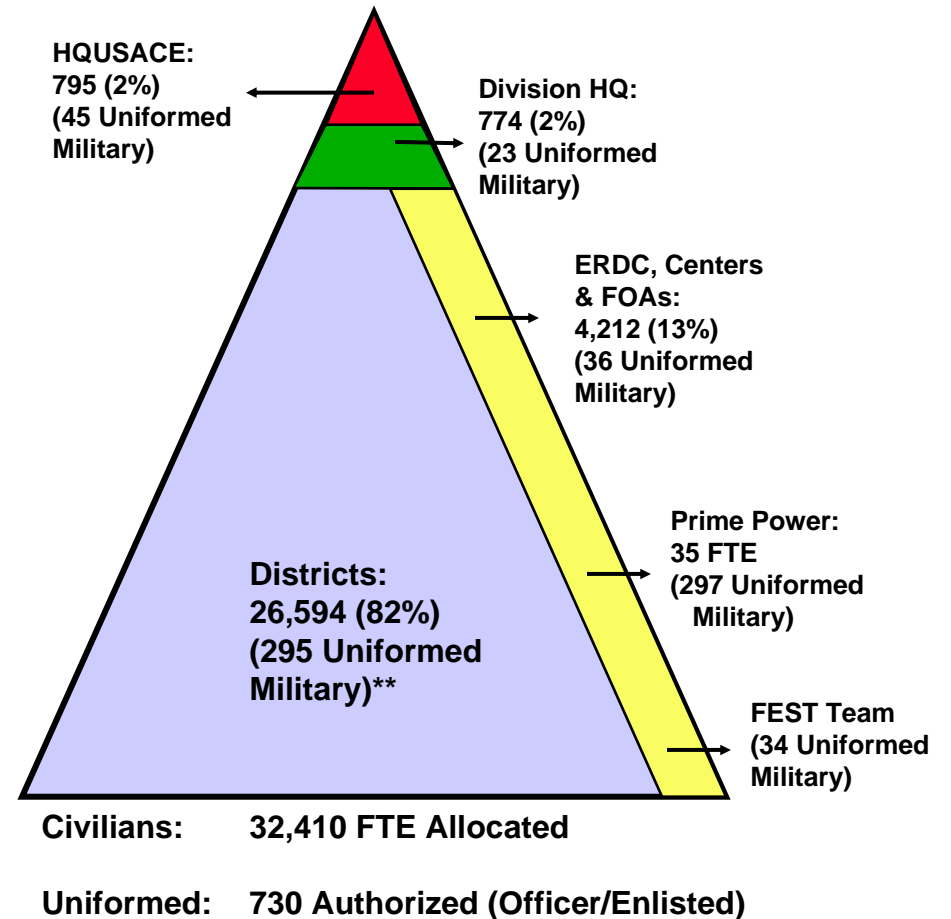 HQUSACE:
795 (2%)
(45 Uniformed
Military)
Division HQ:
774 (2%)
(23 Uniformed
Military)
ERDC, Centers
& FOAs:
4,212 (13%)
(36 Uniformed
Military)
Prime Power:
35 FTE
(297 Uniformed
Military)
Districts:
26,594 (82%)
(295 Uniformed
Military)**
FEST Team
(34 Uniformed
Military)
Civilians: 32,410 FTE Allocated
Uniformed: 730 Authorized (Officer/Enlisted)